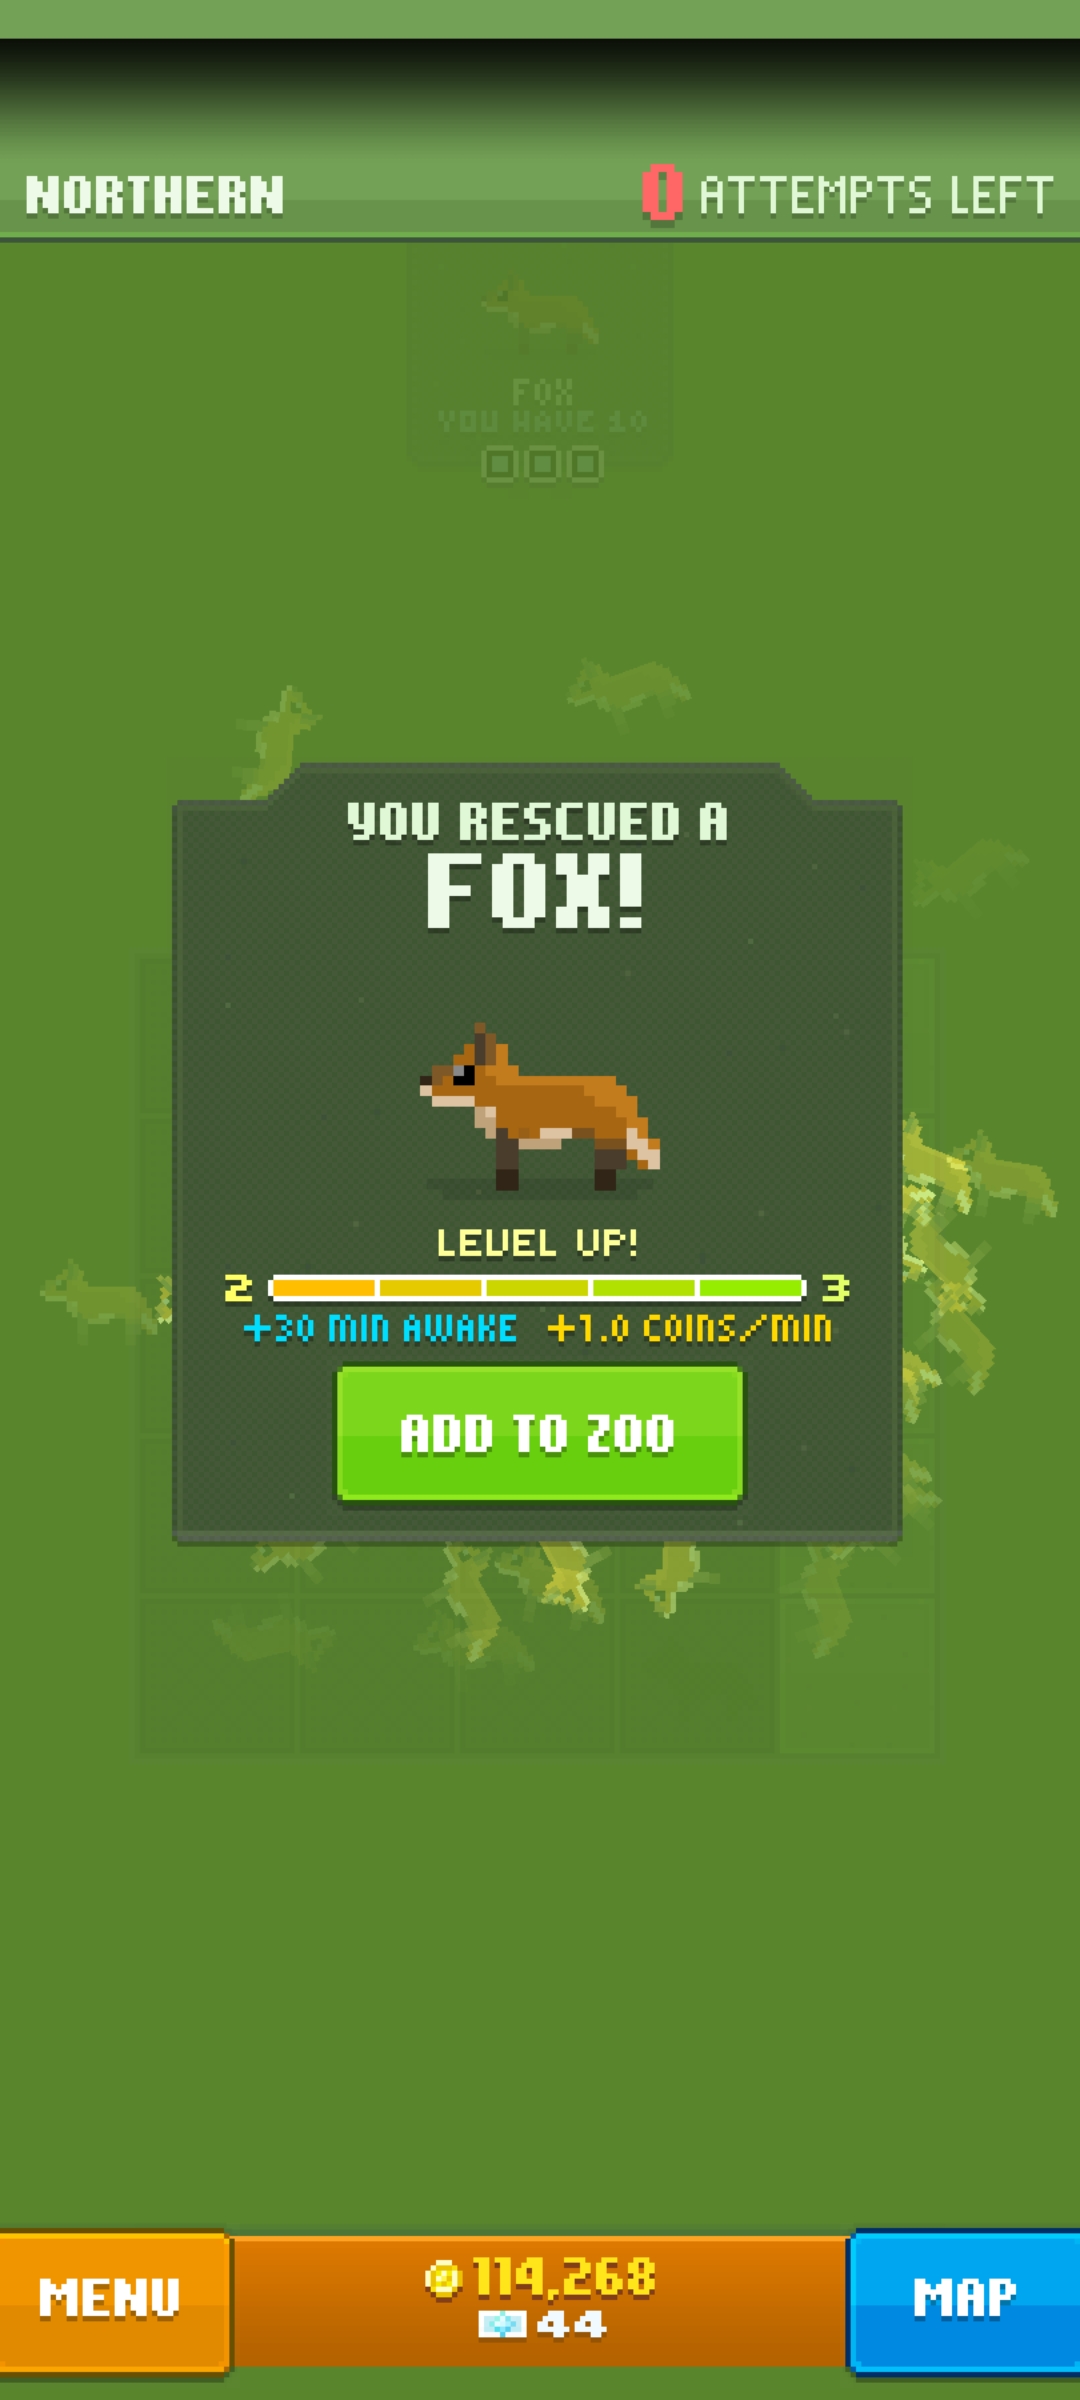 NORTHERN
0 ATTEMPTS LEFT
FOX
YOU HAVE 10
YOU RESCUED A
FOX!
LEVEL UP!
2 3
+30 MIN AWAKE +1.0 COINS/MIN
ADD TO ZOO
MENU
114,268
44
MAP